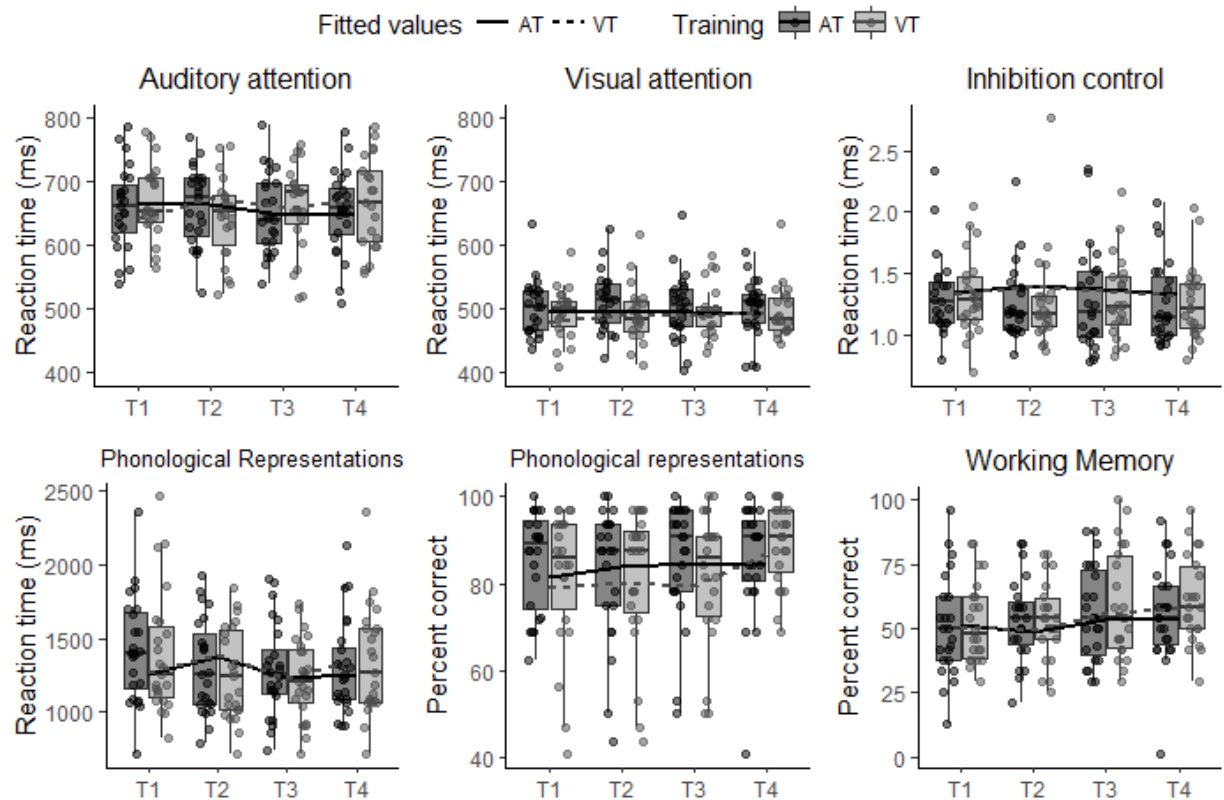 Fitted values AT VT Training AT VT
Auditory attention
Reaction time (ms)
800
700
600
500
400
T1 T2 T3 T4
Visual attention
Reaction time (ms)
800
700
600
500
400
T1 T2 T3 T4
Inhibition control
Reaction time (ms)
2.5
2.0
1.5
1.0
T1 T2 T3 T4
Phonological Representations
Reaction time (ms)
2500
2000
1500
1000
T1 T2 T3 T4
Phonological representations
Percent correct
100
80
60
40
T1 T2 T3 T4
Working Memory
Percent correct
100
75
50
25
0
T1 T2 T3 T4